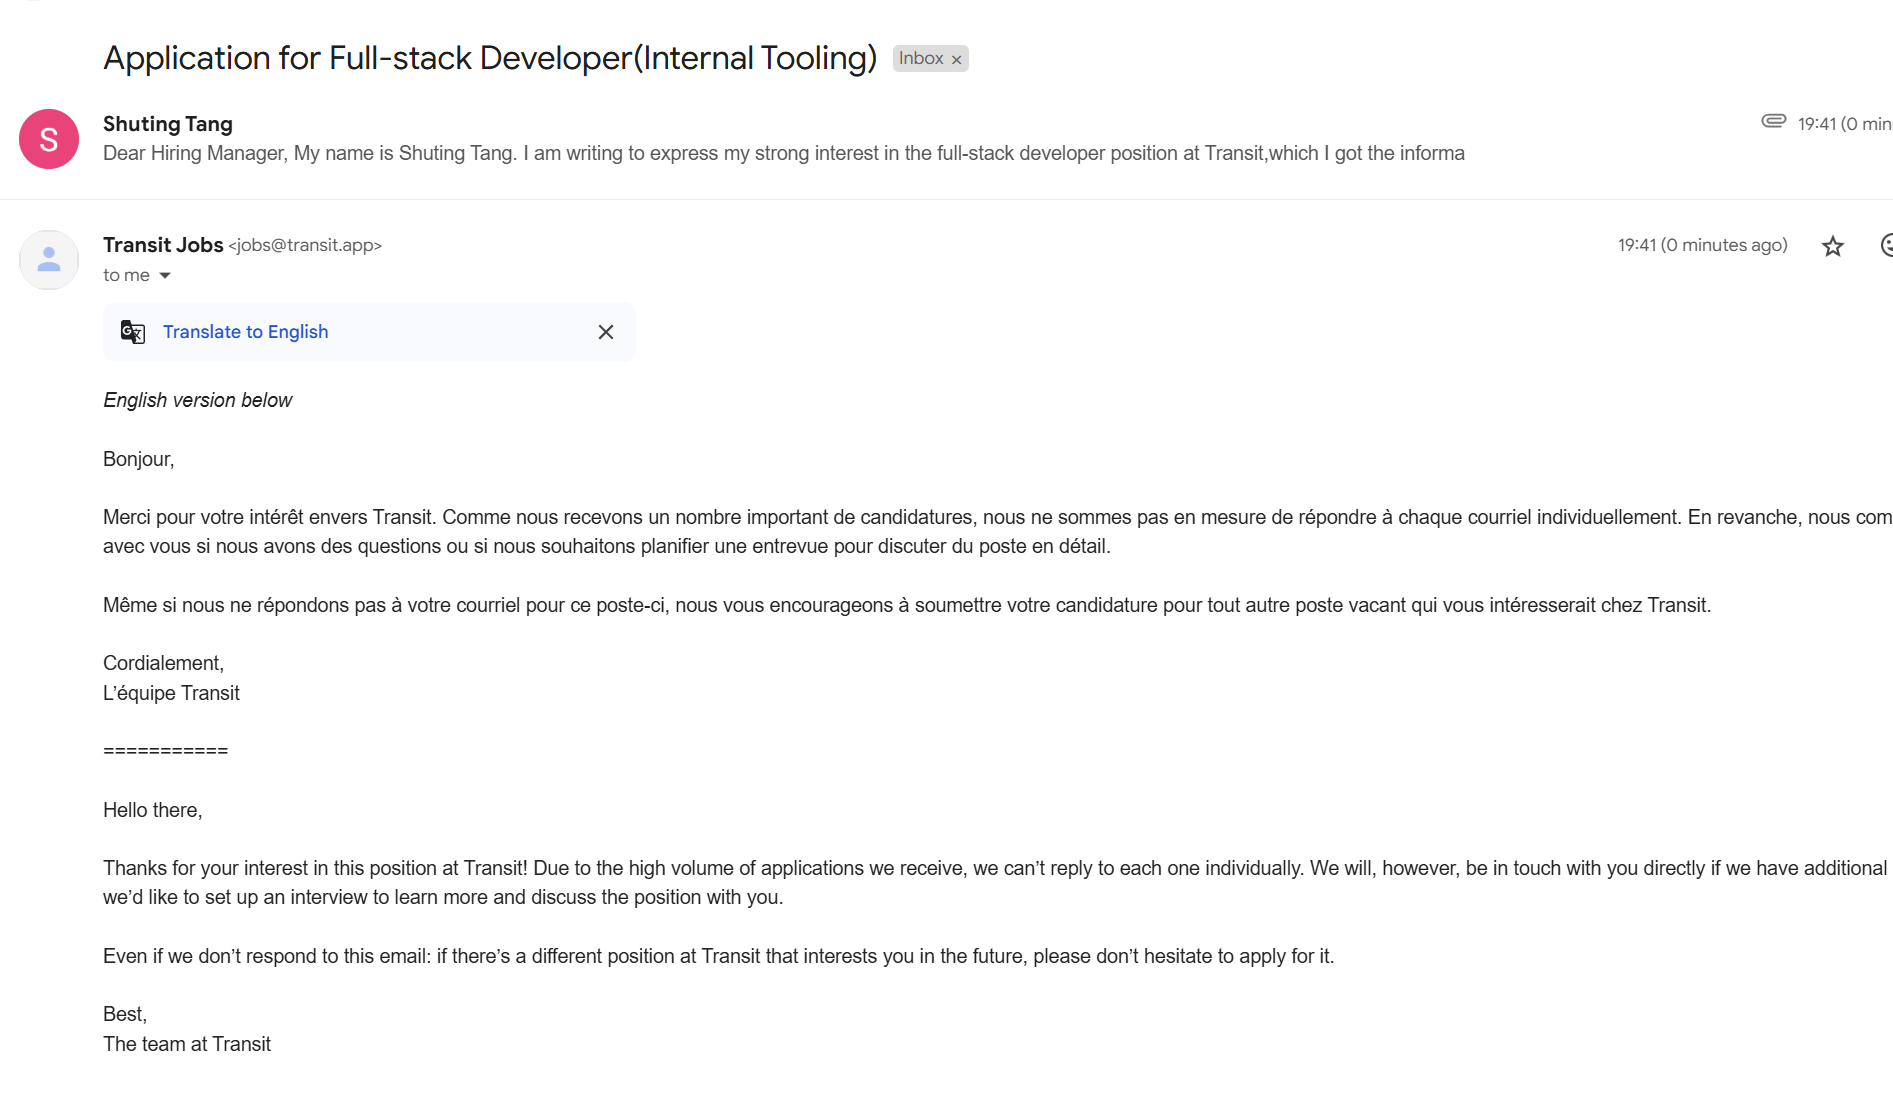 Application for Full-stack Developer(Internal Tooling) Inbox ×
S
Shuting Tang
19:41 (0 min
Dear Hiring Manager, My name is Shuting Tang. I am writing to express my strong interest in the full-stack developer position at Transit,which I got the informa
Transit Jobs <jobs@transit.app>
19:41 (0 minutes ago)
to me
Translate to English
English version below
Bonjour,
Merci pour votre intérêt envers Transit. Comme nous recevons un nombre important de candidatures, nous ne sommes pas en mesure de répondre à chaque courriel individuellement. En revanche, nous com
avec vous si nous avons des questions ou si nous souhaitons planifier une entrevue pour discuter du poste en détail.
Même si nous ne répondons pas à votre courriel pour ce poste-ci, nous vous encourageons à soumettre votre candidature pour tout autre poste vacant qui vous intéresserait chez Transit.
Cordialement,
L’équipe Transit
===========
Hello there,
Thanks for your interest in this position at Transit! Due to the high volume of applications we receive, we can’t reply to each one individually. We will, however, be in touch with you directly if we have additional
we’d like to set up an interview to learn more and discuss the position with you.
Even if we don’t respond to this email: if there’s a different position at Transit that interests you in the future, please don’t hesitate to apply for it.
Best,
The team at Transit